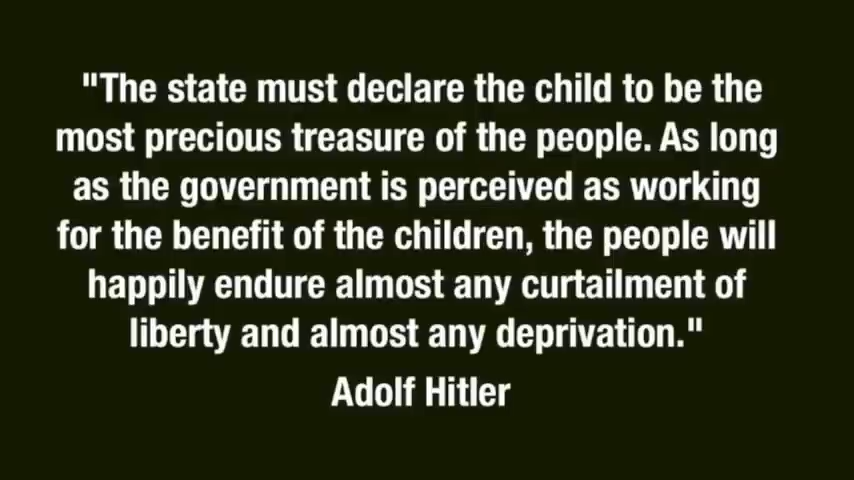 "The state must declare the child to be the
most precious treasure of the people. As long
as the government is perceived as working
for the benefit of the children, the people will
happily endure almost any curtailment of
liberty and almost any deprivation."
Adolf Hitler